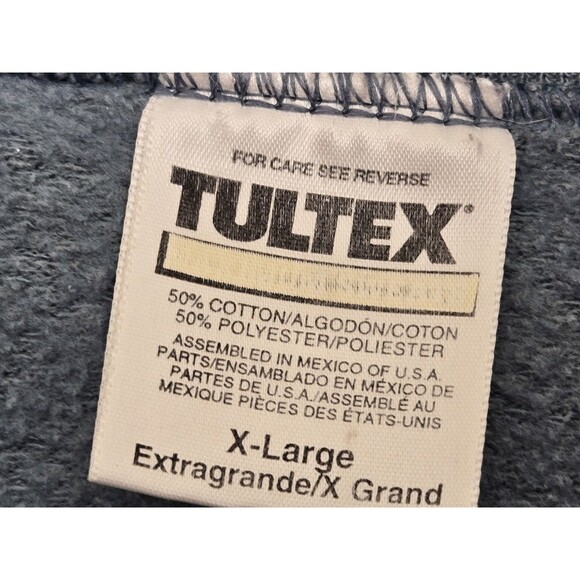 FOR CARE SEE REVERSE
TULTEX®
50% COTTON/ALGODÓN/COTON
50% POLYESTER/POLIESTER
ASSEMBLED IN MEXICO OF U.S.A.
PARTS/ENSAMBLADO EN MÉXICO DE
PARTES DE U.S.A./ASSEMBLÉ AU
MEXIQUE PIÈCES DES ÉTATS-UNIS
X-Large
Extragrande/X Grand